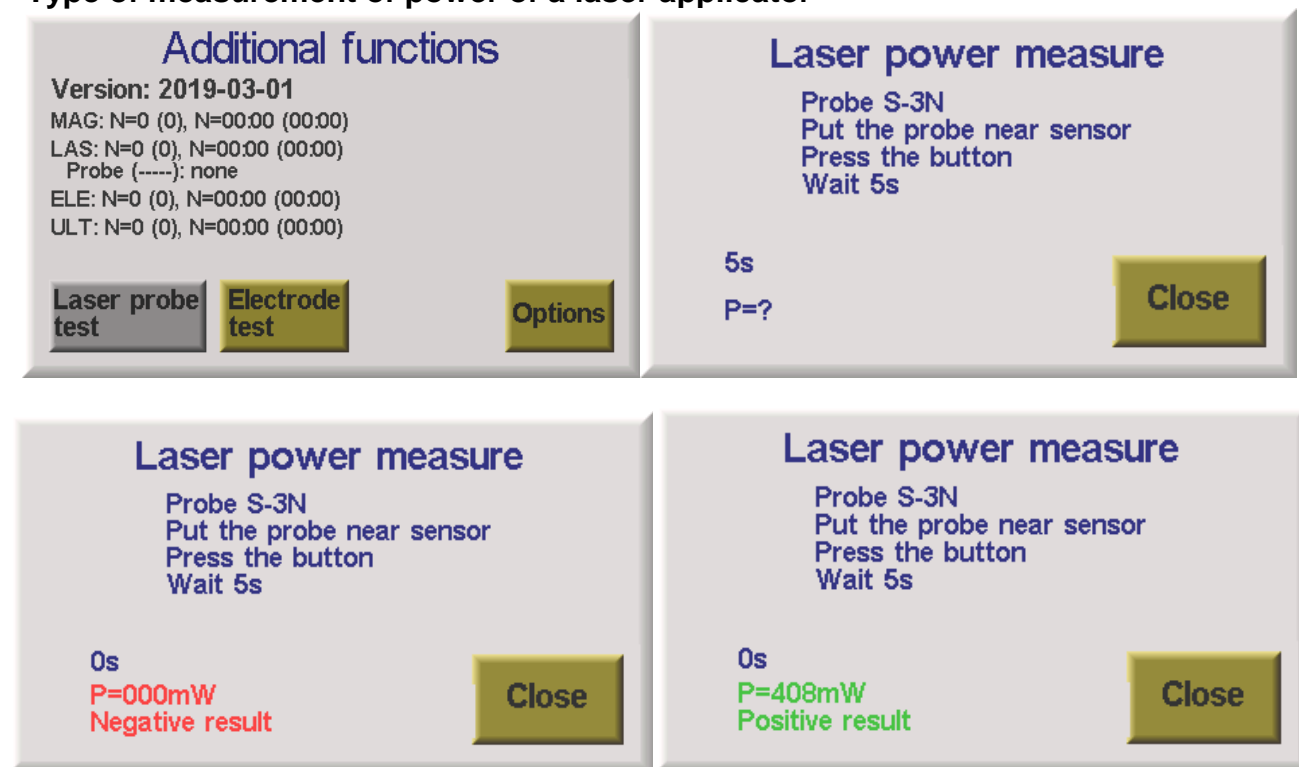 Type of measurement of power of a laser applicator
Additional functions
Version: 2019-03-01
MAG: N=0 (0), N=00:00 (00:00)
LAS: N=0 (0), N=00:00 (00:00)
Probe (-----): none
ELE: N=0 (0), N=00:00 (00:00)
ULT: N=0 (0), N=00:00 (00:00)
Laser probe
test
Electrode
test
Options
Laser power measure
Probe S-3N
Put the probe near sensor
Press the button
Wait 5s
5s
P=?
Close
Laser power measure
Probe S-3N
Put the probe near sensor
Press the button
Wait 5s
0s
P=000mW
Negative result
Close
Laser power measure
Probe S-3N
Put the probe near sensor
Press the button
Wait 5s
0s
P=408mW
Positive result
Close